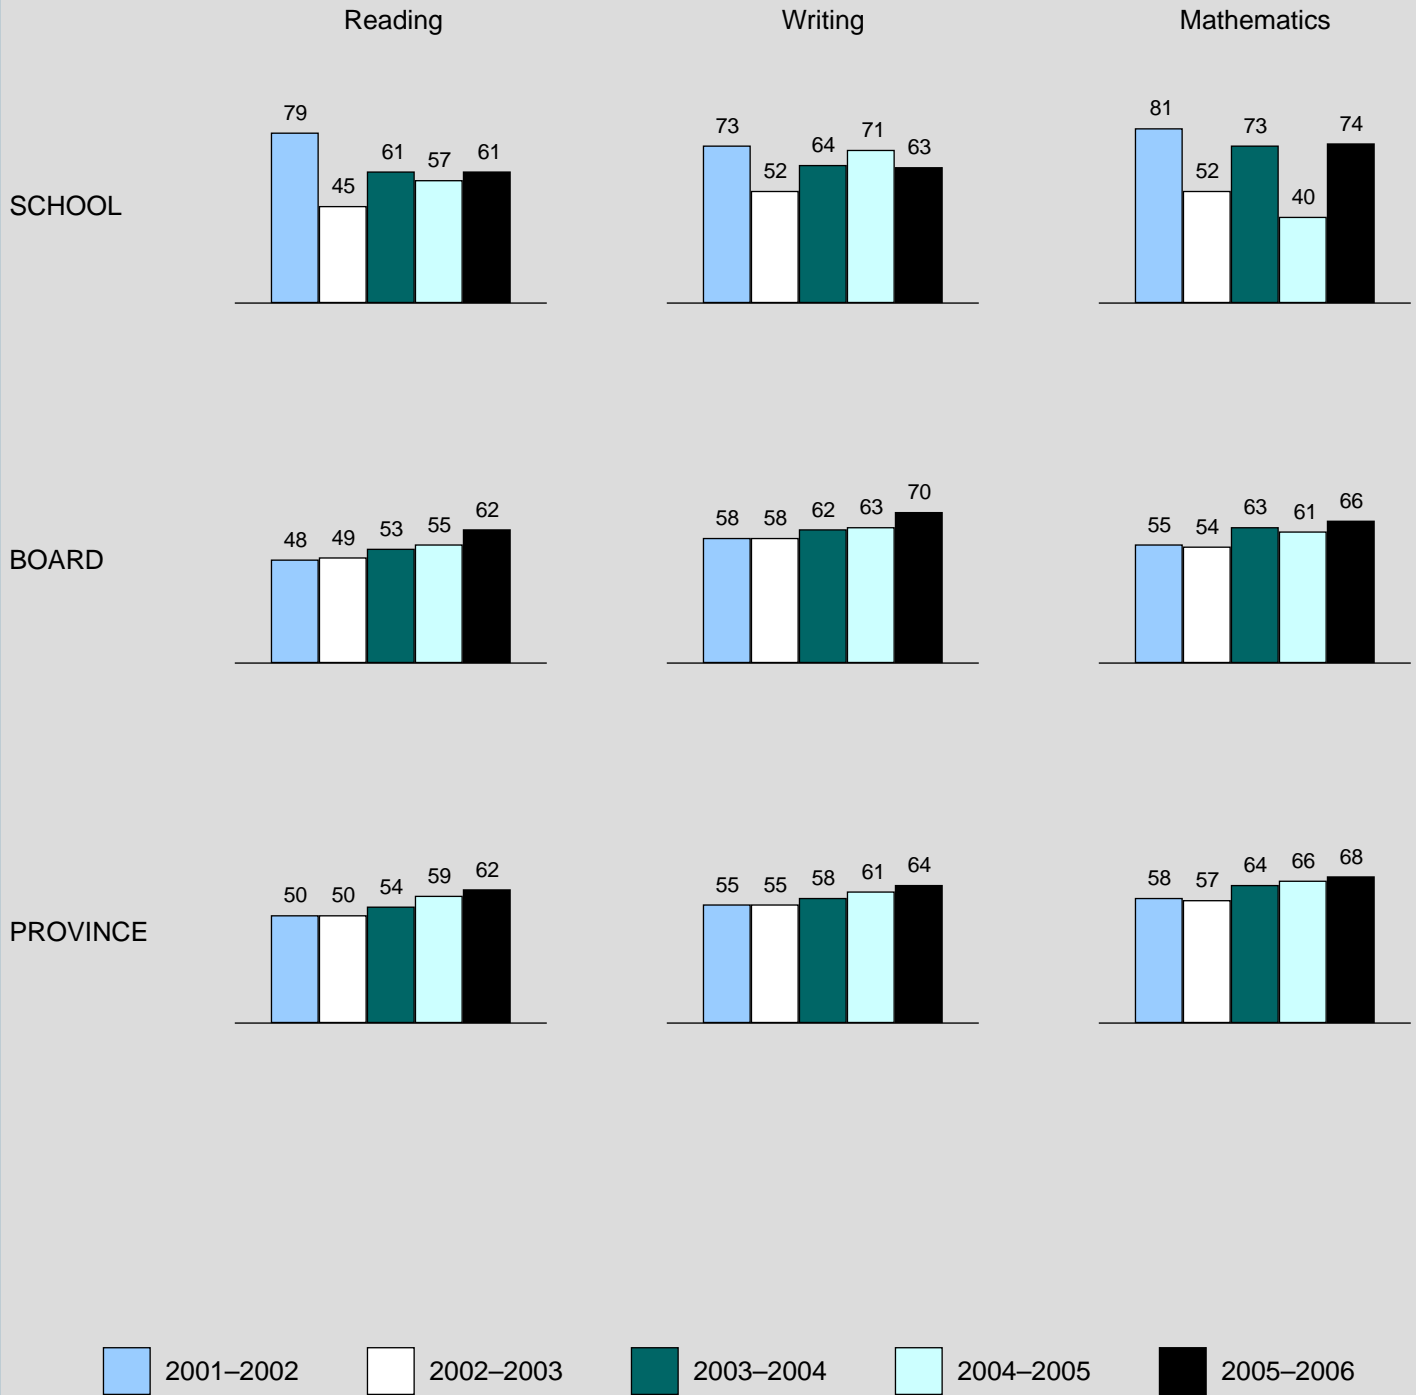 Reading Writing Mathematics
79 45 61 57 61 73 52 64 71 63 81 52 73 40 74
SCHOOL
48 49 53 55 62 58 58 62 63 70 55 54 63 61 66
BOARD
50 50 54 59 62 55 55 58 61 64 58 57 64 66 68
PROVINCE
2001–2002 2002–2003 2003–2004 2004–2005 2005–2006